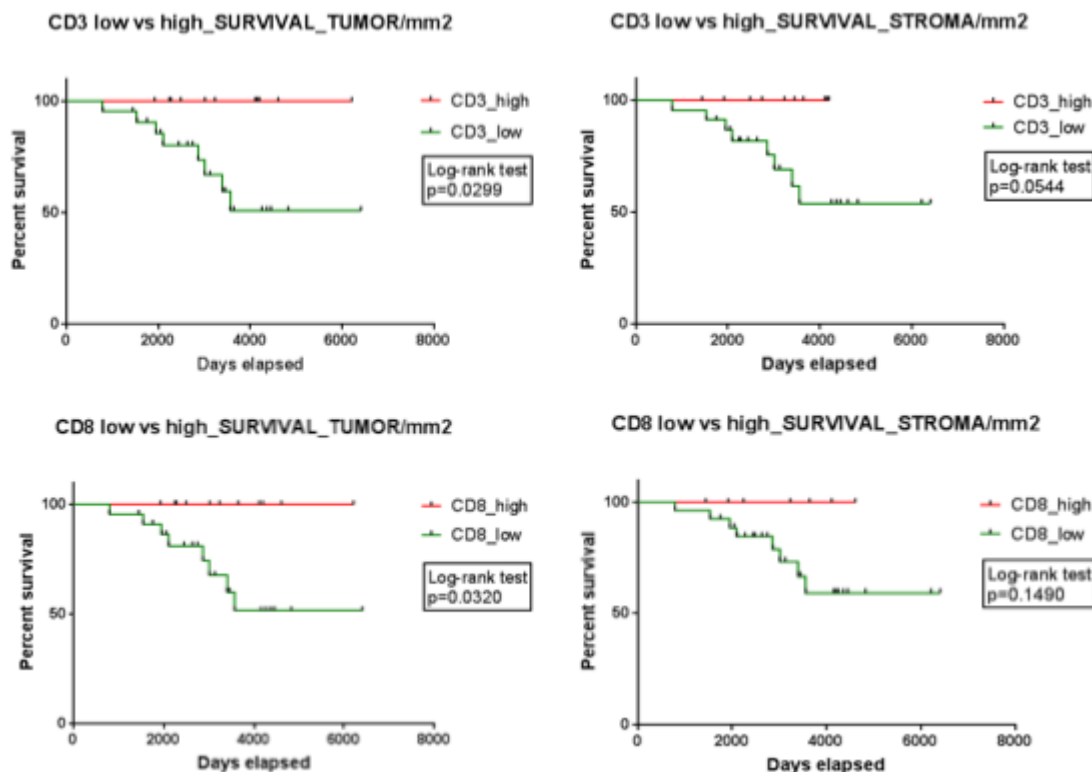 CD3 low vs high_SURVIVAL_TUMOR/mm2
Percent survival
100
50
0
0 2000 4000 6000 8000
Days elapsed
CD3_high
CD3_low
Log-rank test
p=0.0299
CD3 low vs high_SURVIVAL_STROMA/mm2
Percent survival
100
50
0
0 2000 4000 6000 8000
Days elapsed
CD3_high
CD3_low
Log-rank test
p=0.0544
CD8 low vs high_SURVIVAL_TUMOR/mm2
Percent survival
100
50
0
0 2000 4000 6000 8000
Days elapsed
CD8_high
CD8_low
Log-rank test
p=0.0320
CD8 low vs high_SURVIVAL_STROMA/mm2
Percent survival
100
50
0
0 2000 4000 6000 8000
Days elapsed
CD8_high
CD8_low
Log-rank test
p=0.1490